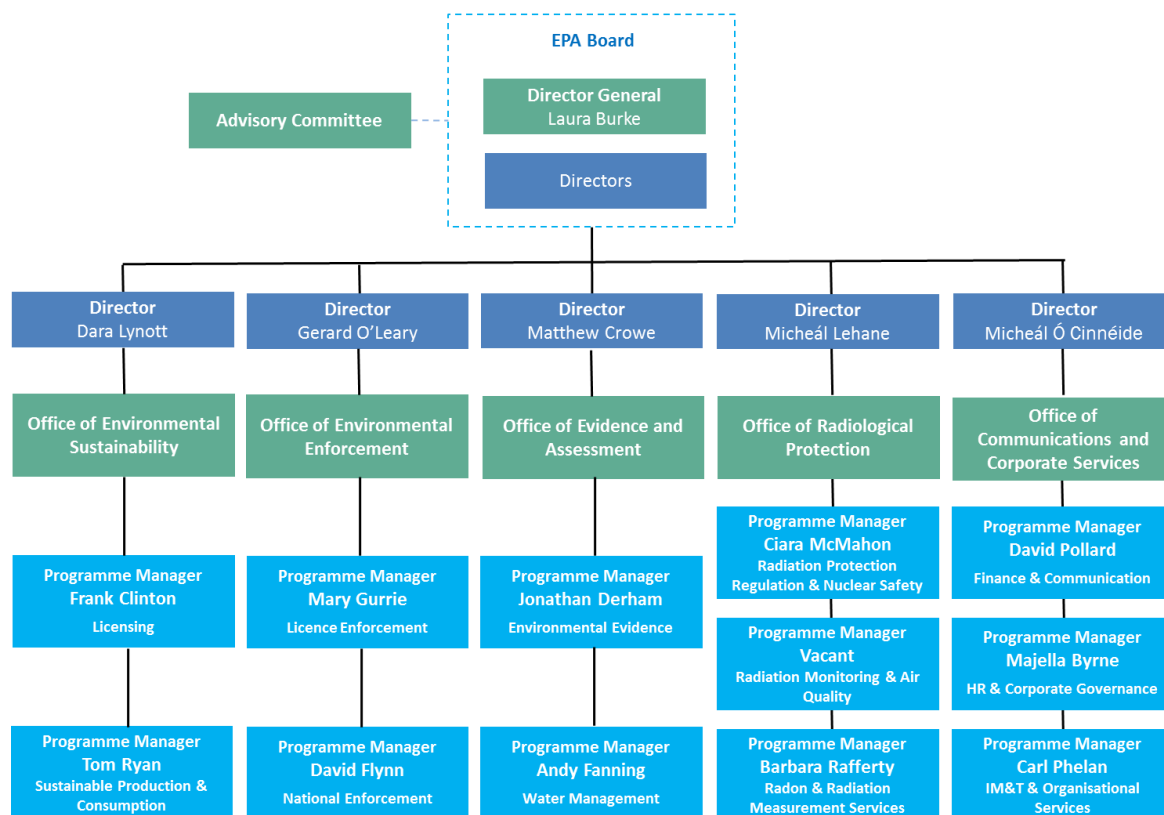 EPA Board
Director General
Laura Burke
Advisory Committee
Directors
Director
Dara Lynott
Director
Gerard O’Leary
Director
Matthew Crowe
Director
Micheál Lehane
Director
Micheál Ó Cinnéide
Office of Environmental
Sustainability
Office of Environmental
Enforcement
Office of Evidence and
Assessment
Office of Radiological
Protection
Office of
Communications and
Corporate Services
Programme Manager
Frank Clinton
Licensing
Programme Manager
Mary Gurrie
Licence Enforcement
Programme Manager
Jonathan Derham
Environmental Evidence
Programme Manager
Ciara McMahon
Radiation Protection
Regulation & Nuclear Safety
Programme Manager
David Pollard
Finance & Communication
Programme Manager
Vacant
Radiation Monitoring & Air
Quality
Programme Manager
Majella Byrne
HR & Corporate Governance
Programme Manager
Tom Ryan
Sustainable Production &
Consumption
Programme Manager
David Flynn
National Enforcement
Programme Manager
Andy Fanning
Water Management
Programme Manager
Barbara Rafferty
Radon & Radiation
Measurement Services
Programme Manager
Carl Phelan
IM&T & Organisational
Services